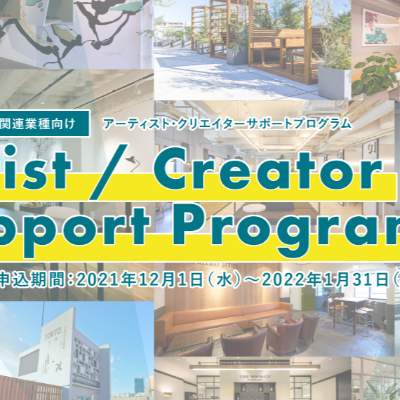 関連業種向け アーティスト・クリエイターサポートプログラム
ist / Creator
pport Program
申込期間：2021年12月1日（水）～2022年1月31日（